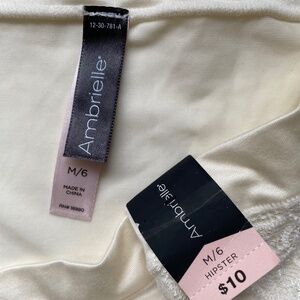 12-30-781-A
Ambrielle®
M/6
MADE IN
CHINA
Ambrielle
M/6
HIPSTER
$10